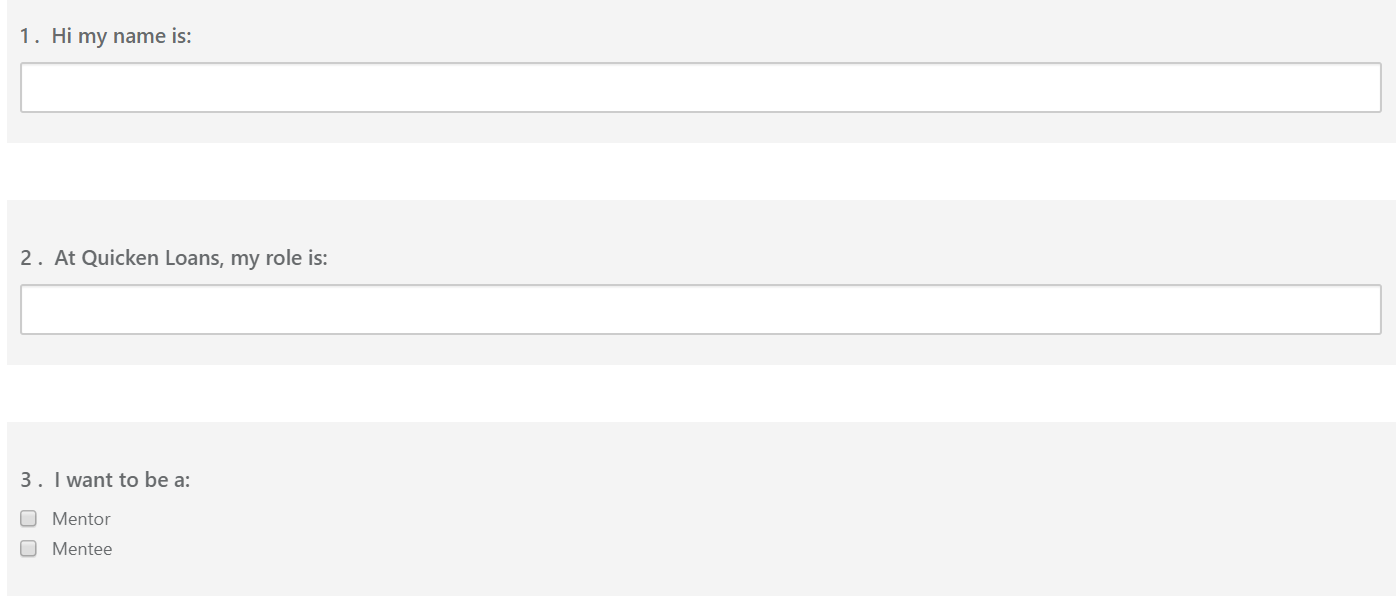 1 . Hi my name is:
2 . At Quicken Loans, my role is:
3 . I want to be a:
Mentor
Mentee